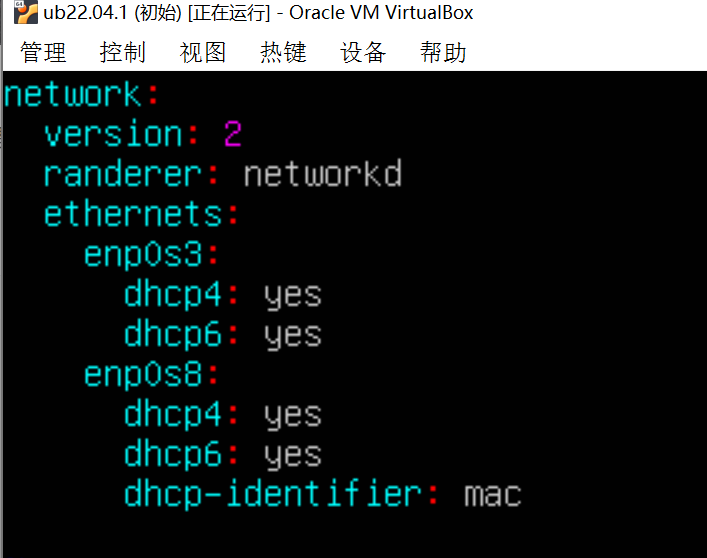 ub22.04.1 (初始) [正在运行] - Oracle VM VirtualBox
管理 控制 视图 热键 设备 帮助
network:
  version: 2
  randerer: networkd
  ethernets:
    enp0s3:
      dhcp4: yes
      dhcp6: yes
    enp0s8:
      dhcp4: yes
      dhcp6: yes
      dhcp-identifier: mac